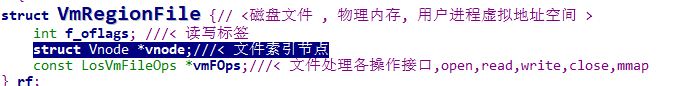 struct VmRegionFile {// <磁盘文件 , 物理内存, 用户进程虚拟地址空间 >
int f_oflags; ///< 读写标签
struct Vnode *vnode;///< 文件索引节点
const LosVmFileOps *vmFOps;///< 文件处理各操作接口,open,read,write,close,mmap
} rf;